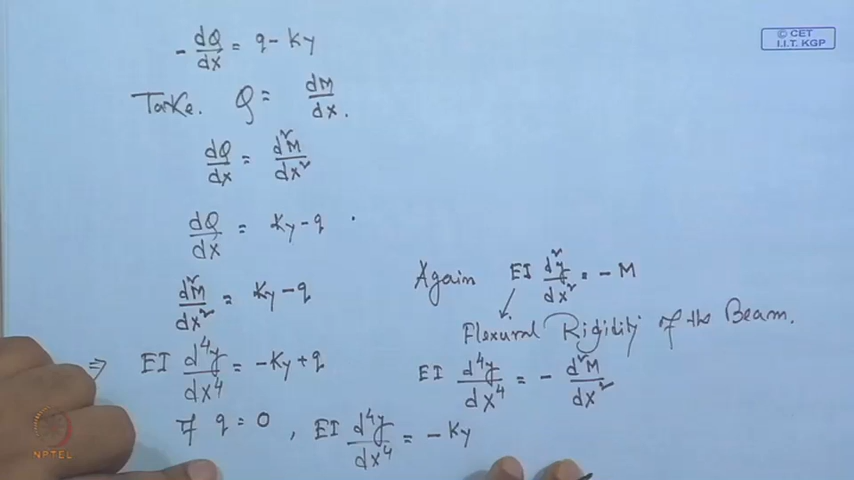 © CET
I.I.T. KGP
- dQ/dx = q - Ky
Take. Q = dM/dx.
dQ/dx = d²M/dx²
dQ/dx = Ky - q
d²M/dx² = Ky - q
Again EI d²y/dx² = - M
Flexural Rigidity of the Beam.
⇒ EI d⁴y/dx⁴ = -Ky + q
EI d⁴y/dx⁴ = - d²M/dx²
If q = 0, EI d⁴y/dx⁴ = - Ky
NPTEL